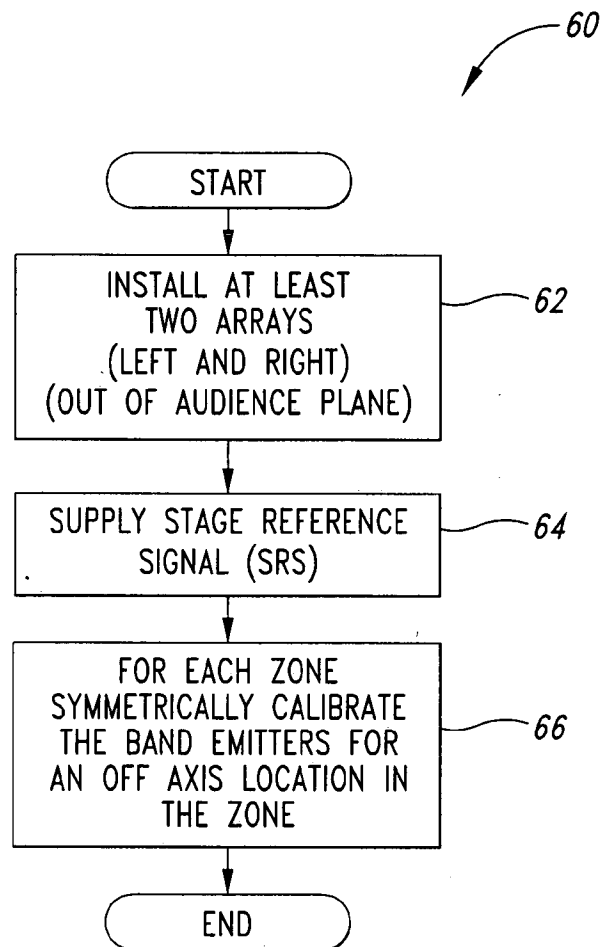 60
START
INSTALL AT LEAST
TWO ARRAYS
(LEFT AND RIGHT)
(OUT OF AUDIENCE PLANE)
62
SUPPLY STAGE REFERENCE
SIGNAL (SRS)
64
FOR EACH ZONE
SYMMETRICALLY CALIBRATE
THE BAND EMITTERS FOR
AN OFF AXIS LOCATION IN
THE ZONE
66
END